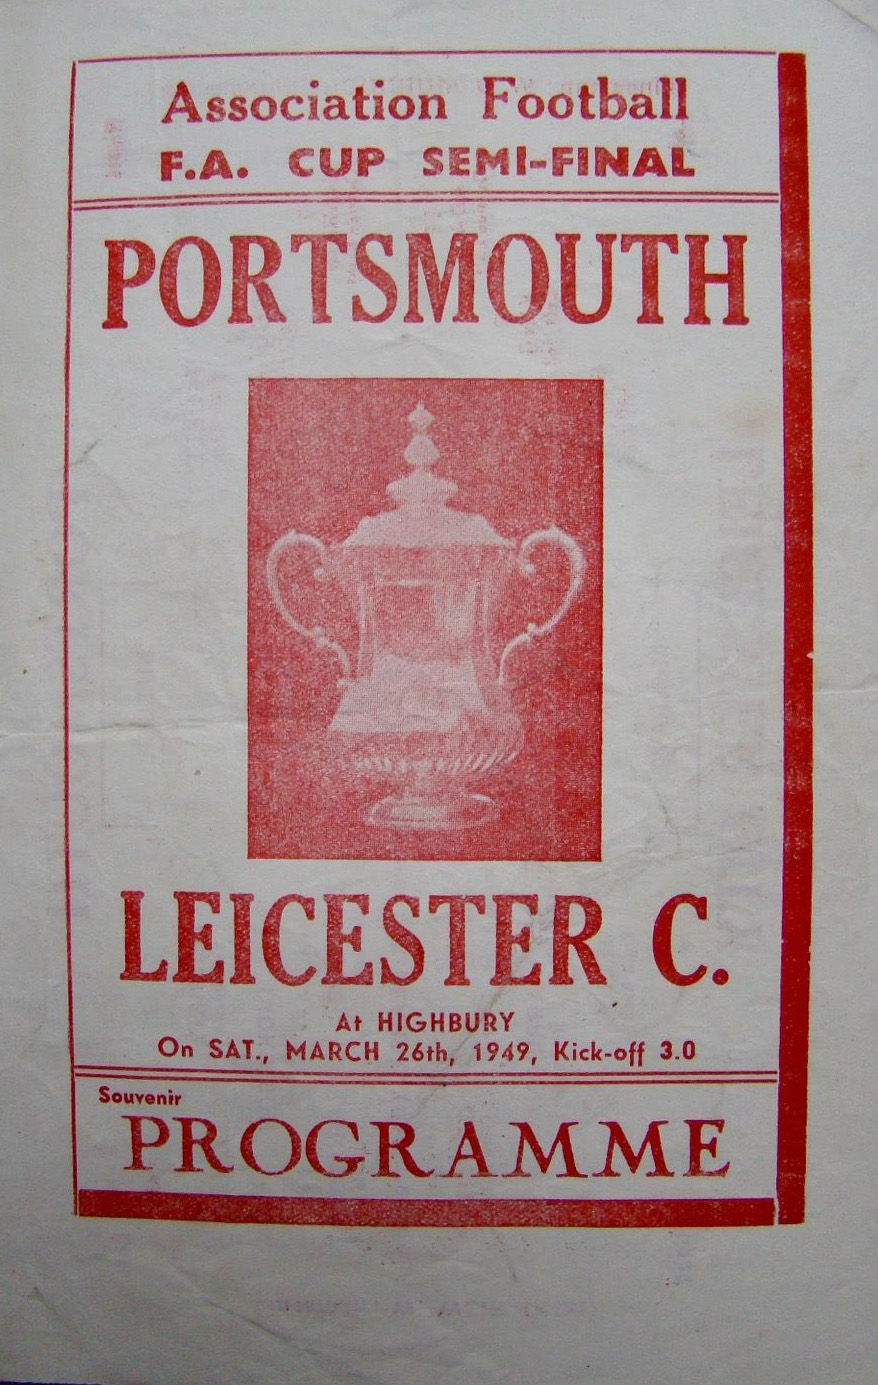 Association Football
F.A. CUP SEMI-FINAL
PORTSMOUTH
LEICESTER C.
At HIGHBURY
On SAT., MARCH 26th, 1949, Kick-off 3.0
Souvenir
PROGRAMME